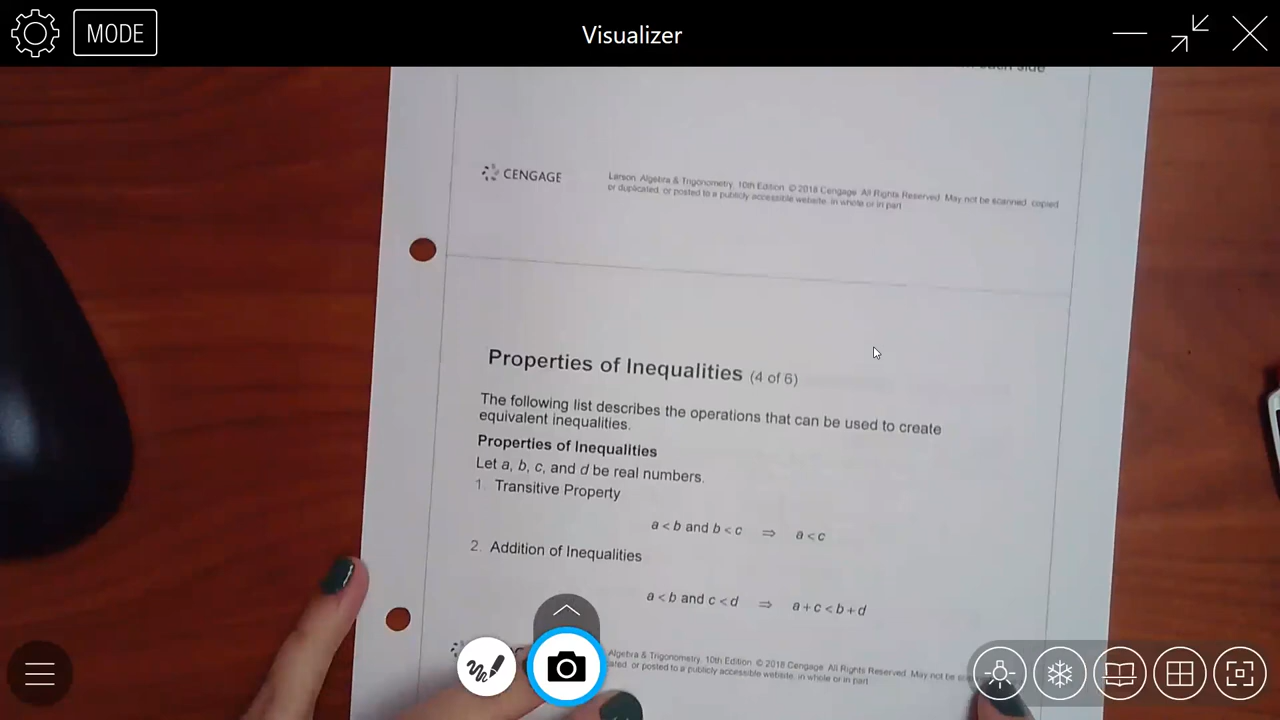 MODE
Visualizer
each side
CENGAGE
Larson, Algebra & Trigonometry, 10th Edition. © 2018 Cengage. All Rights Reserved. May not be scanned, copied
or duplicated, or posted to a publicly accessible website, in whole or in part.
Properties of Inequalities (4 of 6)
The following list describes the operations that can be used to create
equivalent inequalities.
Properties of Inequalities
Let a, b, c, and d be real numbers.
1. Transitive Property
a < b and b < c ⇒ a < c
2. Addition of Inequalities
a < b and c < d ⇒ a + c < b + d
Algebra & Trigonometry, 10th Edition. © 2018 Cengage. All Rights Reserved. May not be
or posted to a publicly accessible website, in whole or in part.